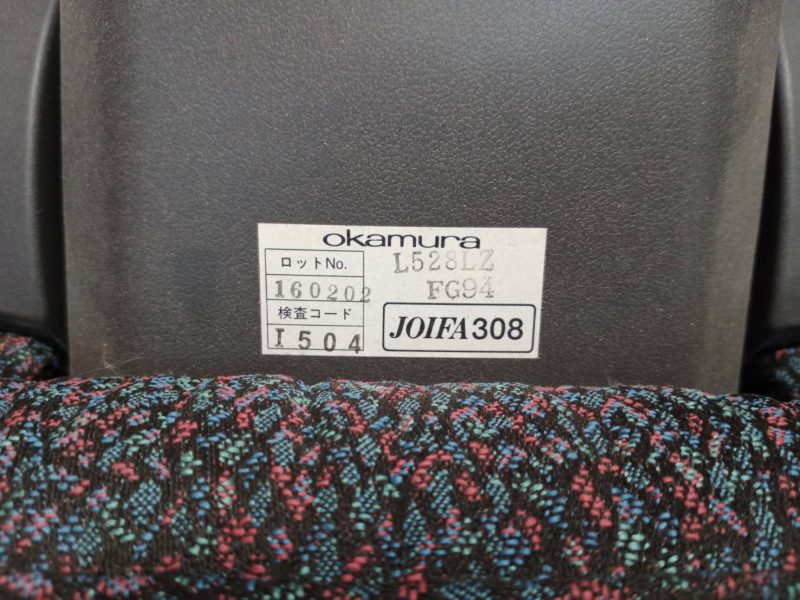 okamura
ロットNo.
160202
検査コード
I504
L528LZ
FG94
JOIFA308